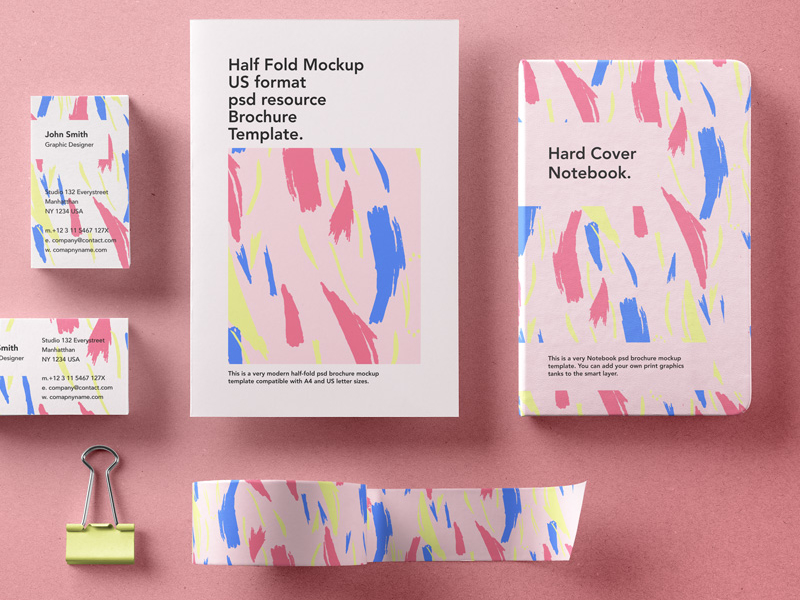 John Smith
Graphic Designer
Studio 132 Everystreet
Manhatthan
NY 1234 USA
m.+12 3 11 5467 127X
e. company@contact.com
w. comapnyname.com
Half Fold Mockup
US format
psd resource
Brochure
Template.
This is a very modern half-fold psd brochure mockup
template compatible with A4 and US letter sizes.
Hard Cover
Notebook.
This is a very Notebook psd brochure mockup
template. You can add your own print graphics
tanks to the smart layer.
mith
Designer
Studio 132 Everystreet
Manhatthan
NY 1234 USA
m.+12 3 11 5467 127X
e. company@contact.com
w. comapnyname.com